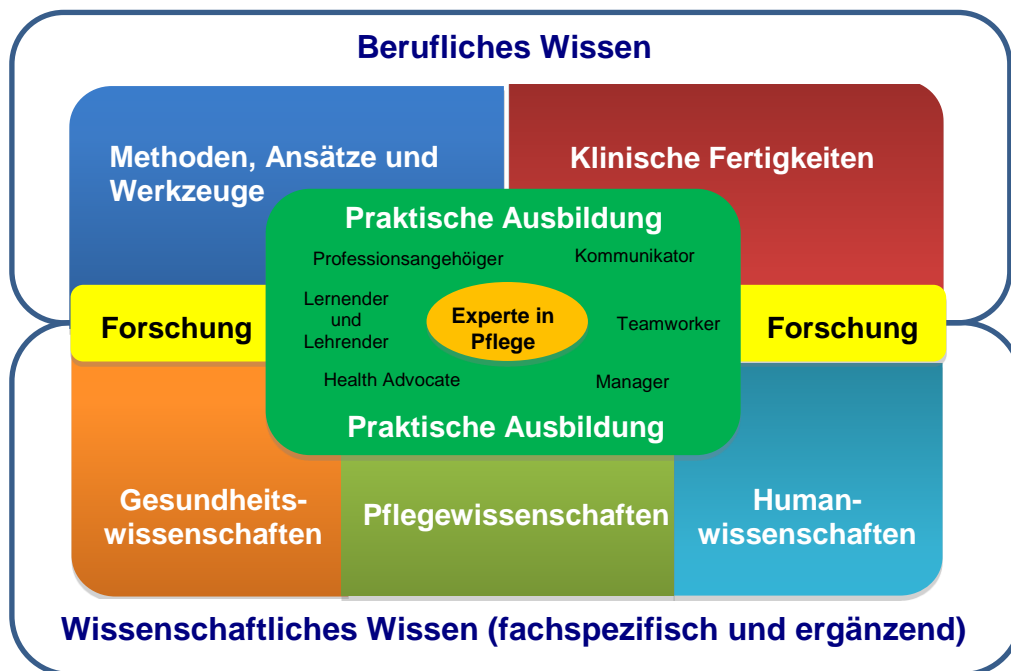 Berufliches Wissen
Methoden, Ansätze und
Werkzeuge
Klinische Fertigkeiten
Praktische Ausbildung
Professionsangehöiger
Kommunikator
Lernender
und
Lehrender
Experte in
Pflege
Teamworker
Forschung
Forschung
Health Advocate
Manager
Praktische Ausbildung
Gesundheits-
wissenschaften
Pflegewissenschaften
Human-
wissenschaften
Wissenschaftliches Wissen (fachspezifisch und ergänzend)